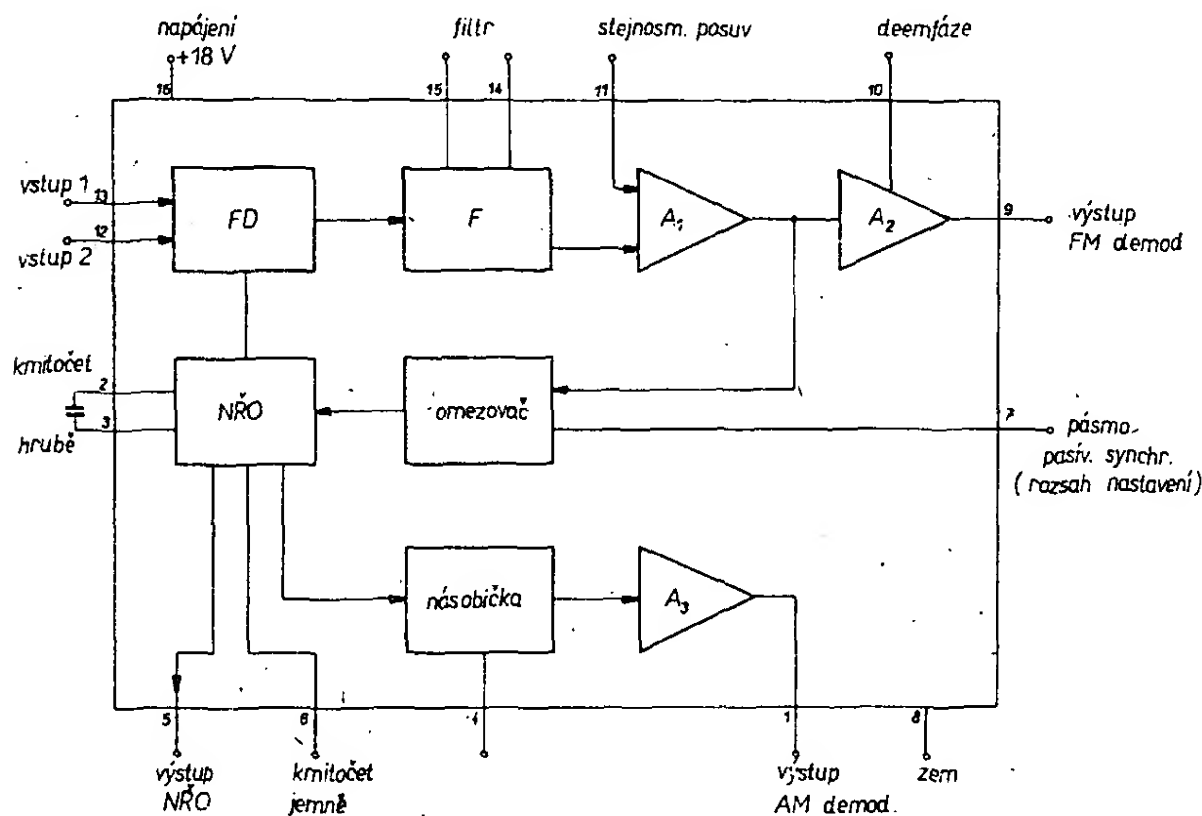 napájení
+18 V
filtr
stejnosm. posuv
deemfáze
16
15
14
11
10
vstup 1
13
12
vstup 2
FD
F
A1
A2
9
výstup
FM demod
kmitočet
2
3
hrubě
NŘO
omezovač
7
pásmo
pasív. synchr.
(rozsah nastavení)
násobička
A3
5
6
4
1
8
výstup
NŘO
kmitočet
jemně
výstup
AM demod.
zem